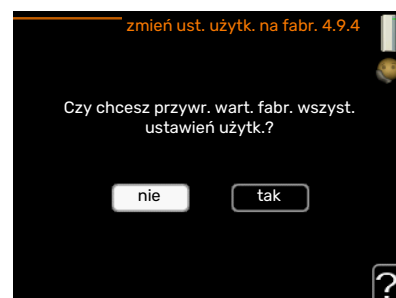 zmień ust. użytk. na fabr. 4.9.4
Czy chcesz przywr. wart. fabr. wszyst.
ustawień użytk.?
nie
tak
?